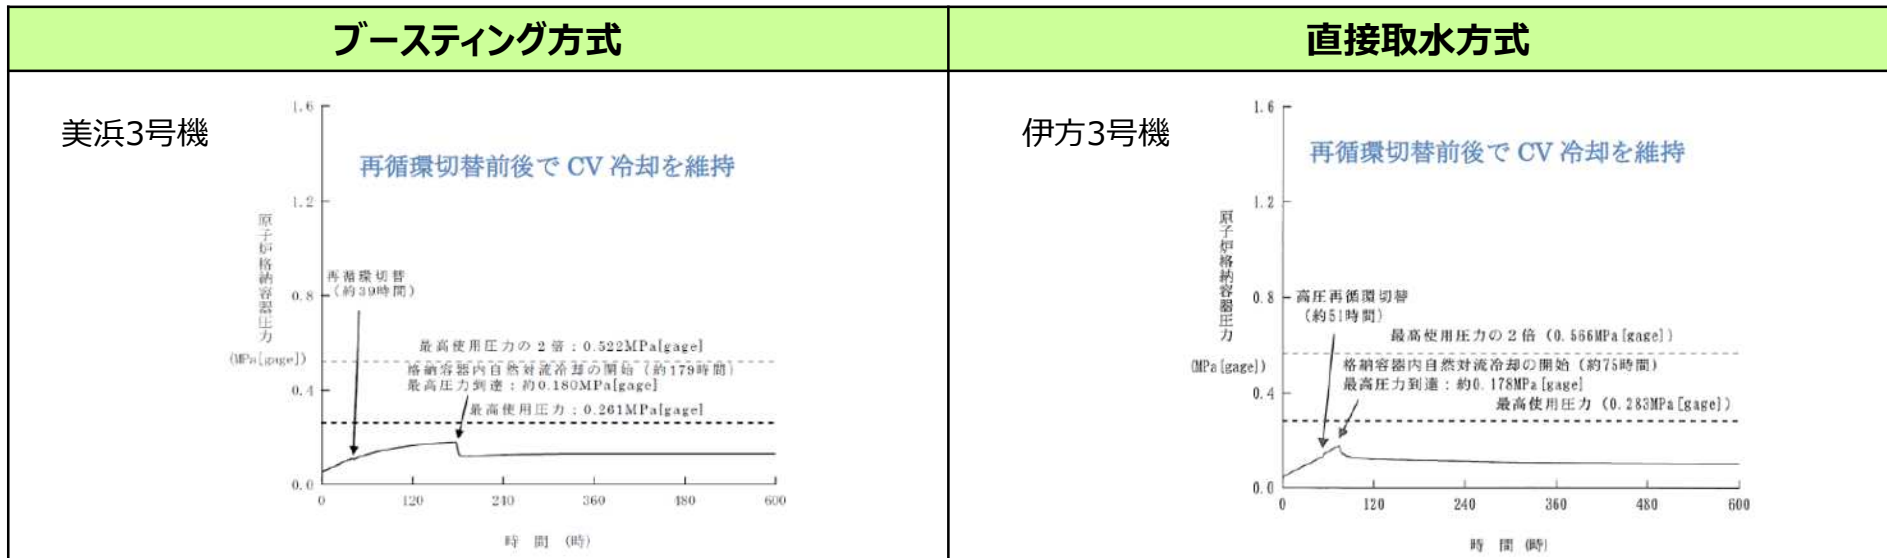 ブースティング方式
直接取水方式
美浜3号機
再循環切替前後で CV 冷却を維持
1.6
1.2
0.8
0.4
0.0
原子炉格納容器圧力
(MPa[gage])
再循環切替
(約39時間)
最高使用圧力の2倍：0.522MPa[gage]
格納容器内自然対流冷却の開始 (約179時間)
最高圧力到達：約0.180MPa[gage]
最高使用圧力：0.261MPa[gage]
0 120 240 360 480 600
時 間 (時)
伊方3号機
再循環切替前後で CV 冷却を維持
1.6
1.2
0.8
0.4
0.0
原子炉格納容器圧力
(MPa[gage])
高圧再循環切替
(約51時間)
最高使用圧力の2倍 (0.566MPa[gage])
格納容器内自然対流冷却の開始 (約75時間)
最高圧力到達：約0.178MPa[gage]
最高使用圧力 (0.283MPa[gage])
0 120 240 360 480 600
時 間 (時)